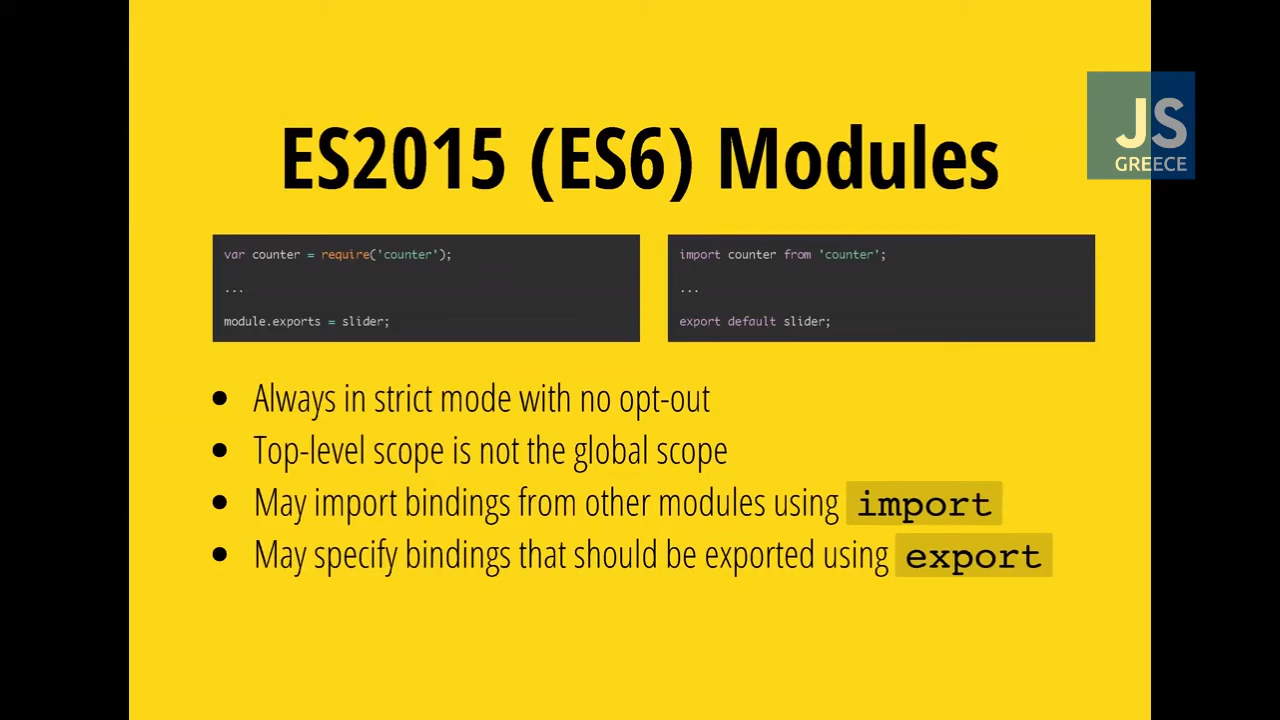 JS
GREECE
ES2015 (ES6) Modules
var counter = require('counter');
...
module.exports = slider;
import counter from 'counter';
...
export default slider;
• Always in strict mode with no opt-out
• Top-level scope is not the global scope
• May import bindings from other modules using import
• May specify bindings that should be exported using export